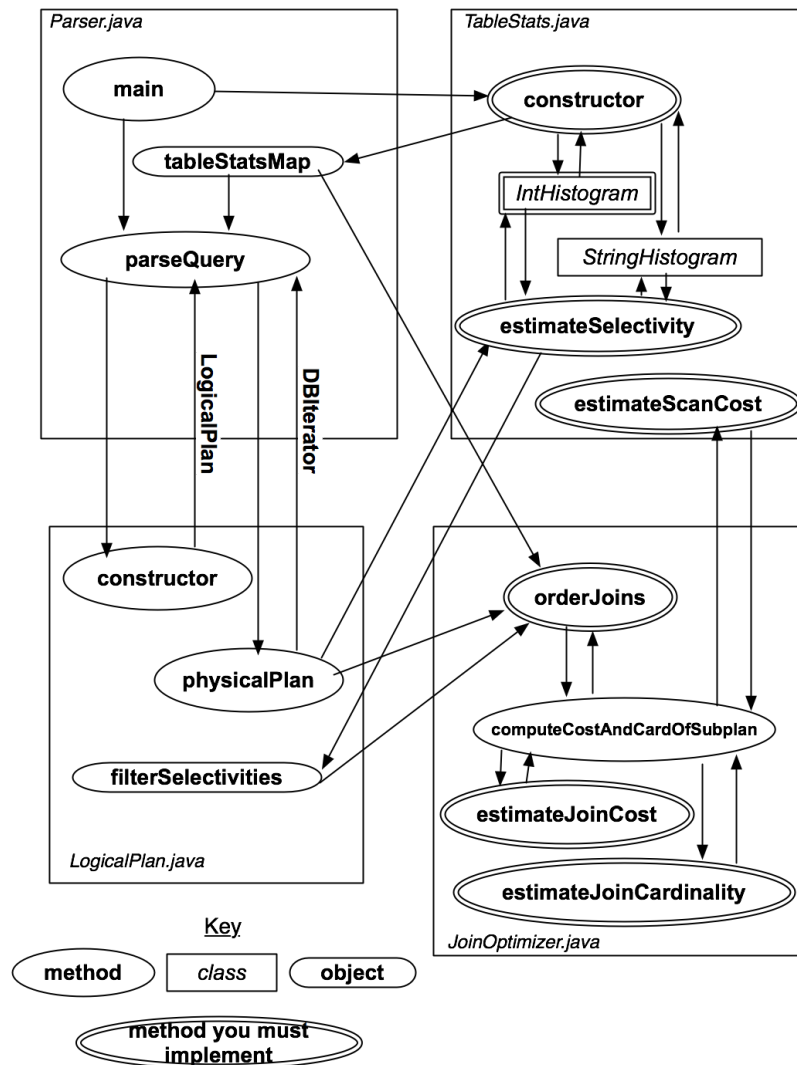 Parser.java
main
tableStatsMap
parseQuery
LogicalPlan
DBIterator
TableStats.java
constructor
IntHistogram
StringHistogram
estimateSelectivity
estimateScanCost
constructor
physicalPlan
filterSelectivities
LogicalPlan.java
orderJoins
computeCostAndCardOfSubplan
estimateJoinCost
estimateJoinCardinality
JoinOptimizer.java
Key
method
class
object
method you must
implement